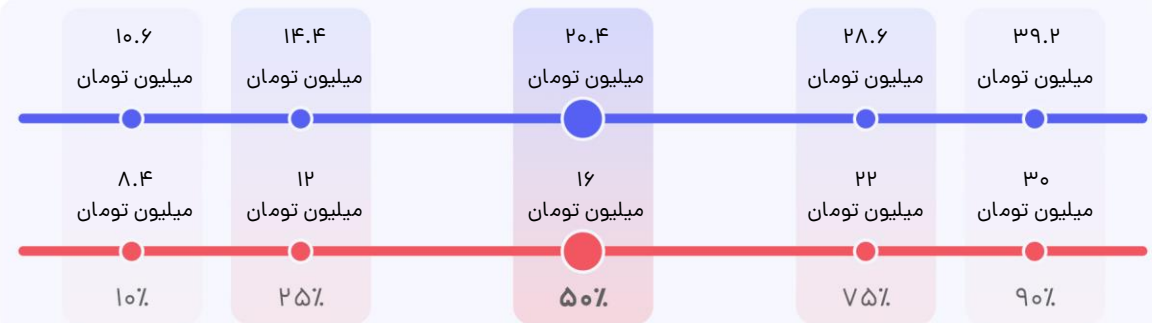 ۱۰.۶ ۱۴.۴ ۲۰.۴ ۲۸.۶ ۳۹.۲
میلیون تومان میلیون تومان میلیون تومان میلیون تومان میلیون تومان
۸.۴ ۱۲ ۱۶ ۲۲ ۳۰
میلیون تومان میلیون تومان میلیون تومان میلیون تومان میلیون تومان
۱۰٪ ۲۵٪ ۵۰٪ ۷۵٪ ۹۰٪